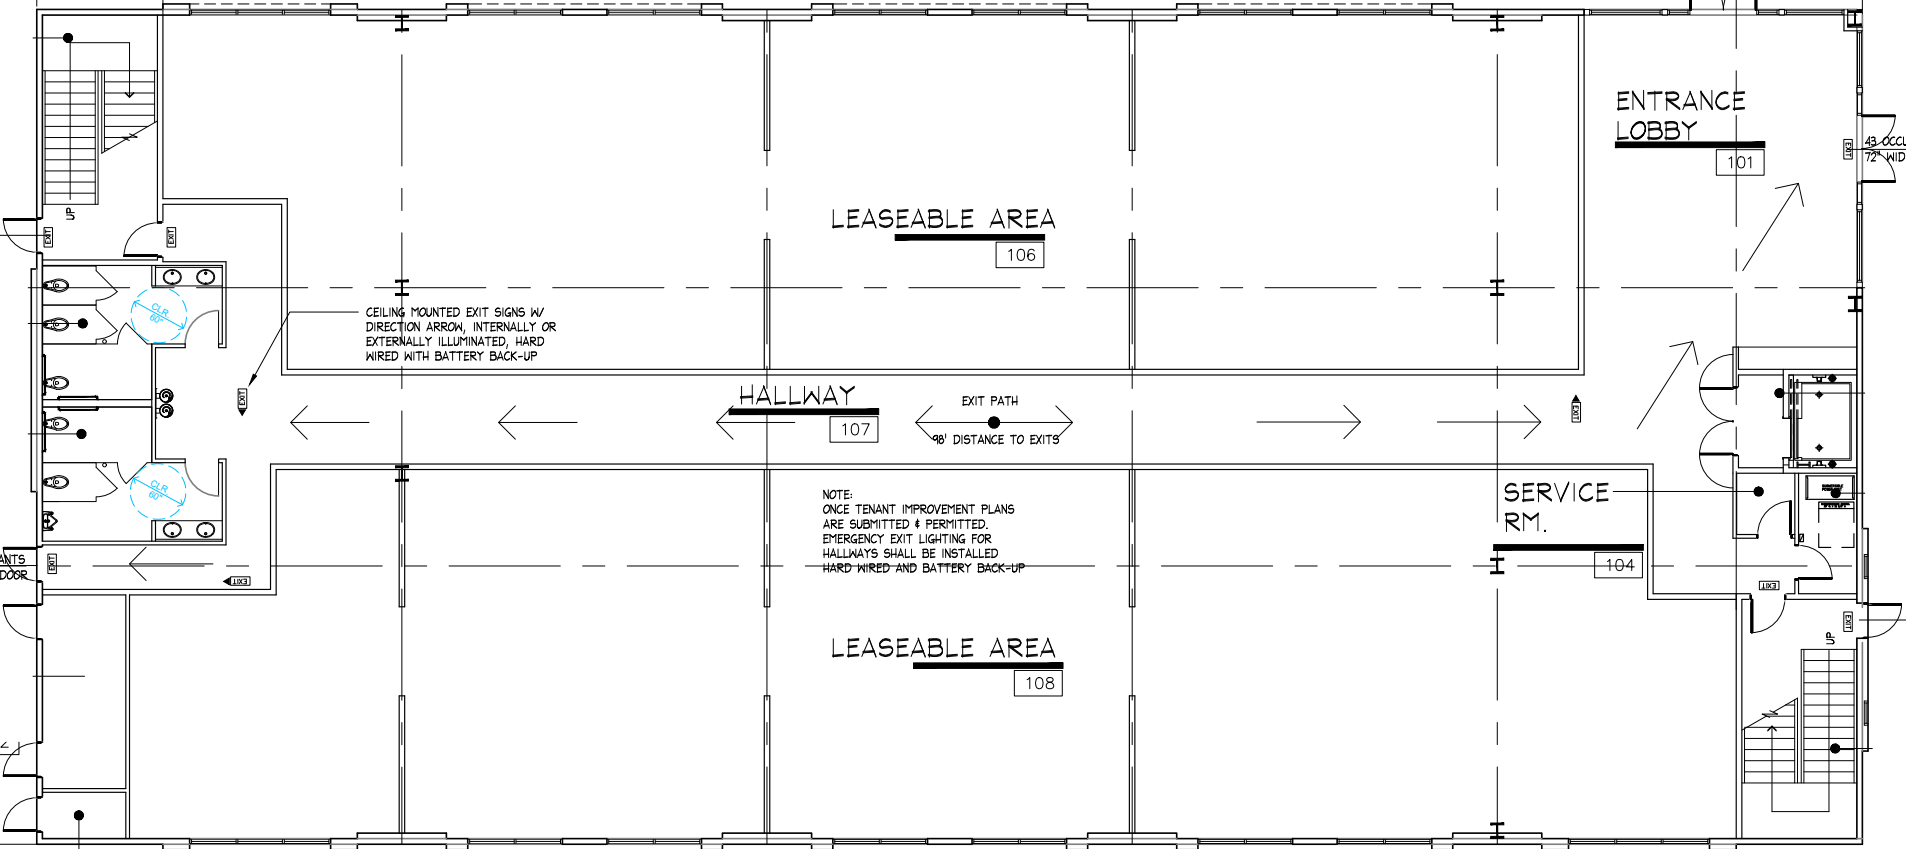 ENTRANCE
LOBBY
101
43 OCCU
72" WID
UP
EXIT
EXIT
EXIT
LEASEABLE AREA
106
CLR
60"
CEILING MOUNTED EXIT SIGNS W/
DIRECTION ARROW, INTERNALLY OR
EXTERNALLY ILLUMINATED, HARD
WIRED WITH BATTERY BACK-UP
EXIT
HALLWAY
107
EXIT PATH
98' DISTANCE TO EXITS
EXIT
CLR
60"
NOTE:
ONCE TENANT IMPROVEMENT PLANS
ARE SUBMITTED & PERMITTED.
EMERGENCY EXIT LIGHTING FOR
HALLWAYS SHALL BE INSTALLED
HARD WIRED AND BATTERY BACK-UP
SERVICE
RM.
104
ANTS
DOOR
EXIT
EXIT
EXIT
EXIT
UP
LEASEABLE AREA
108